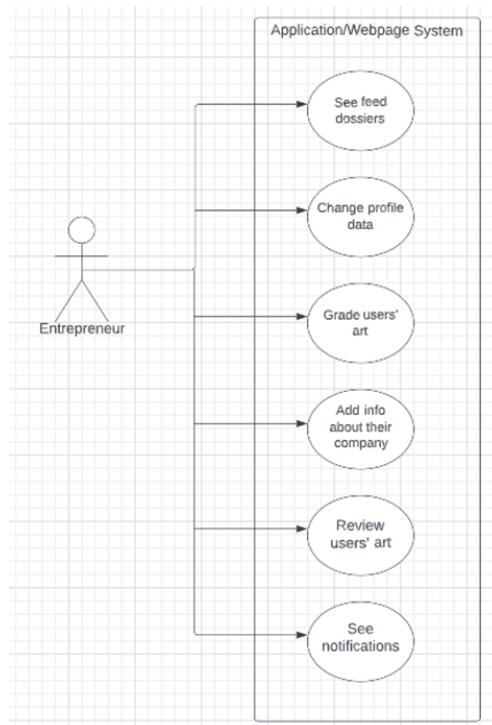 Application/Webpage System
See feed
dossiers
Change profile
data
Entrepreneur
Grade users'
art
Add info
about their
company
Review
users' art
See
notifications